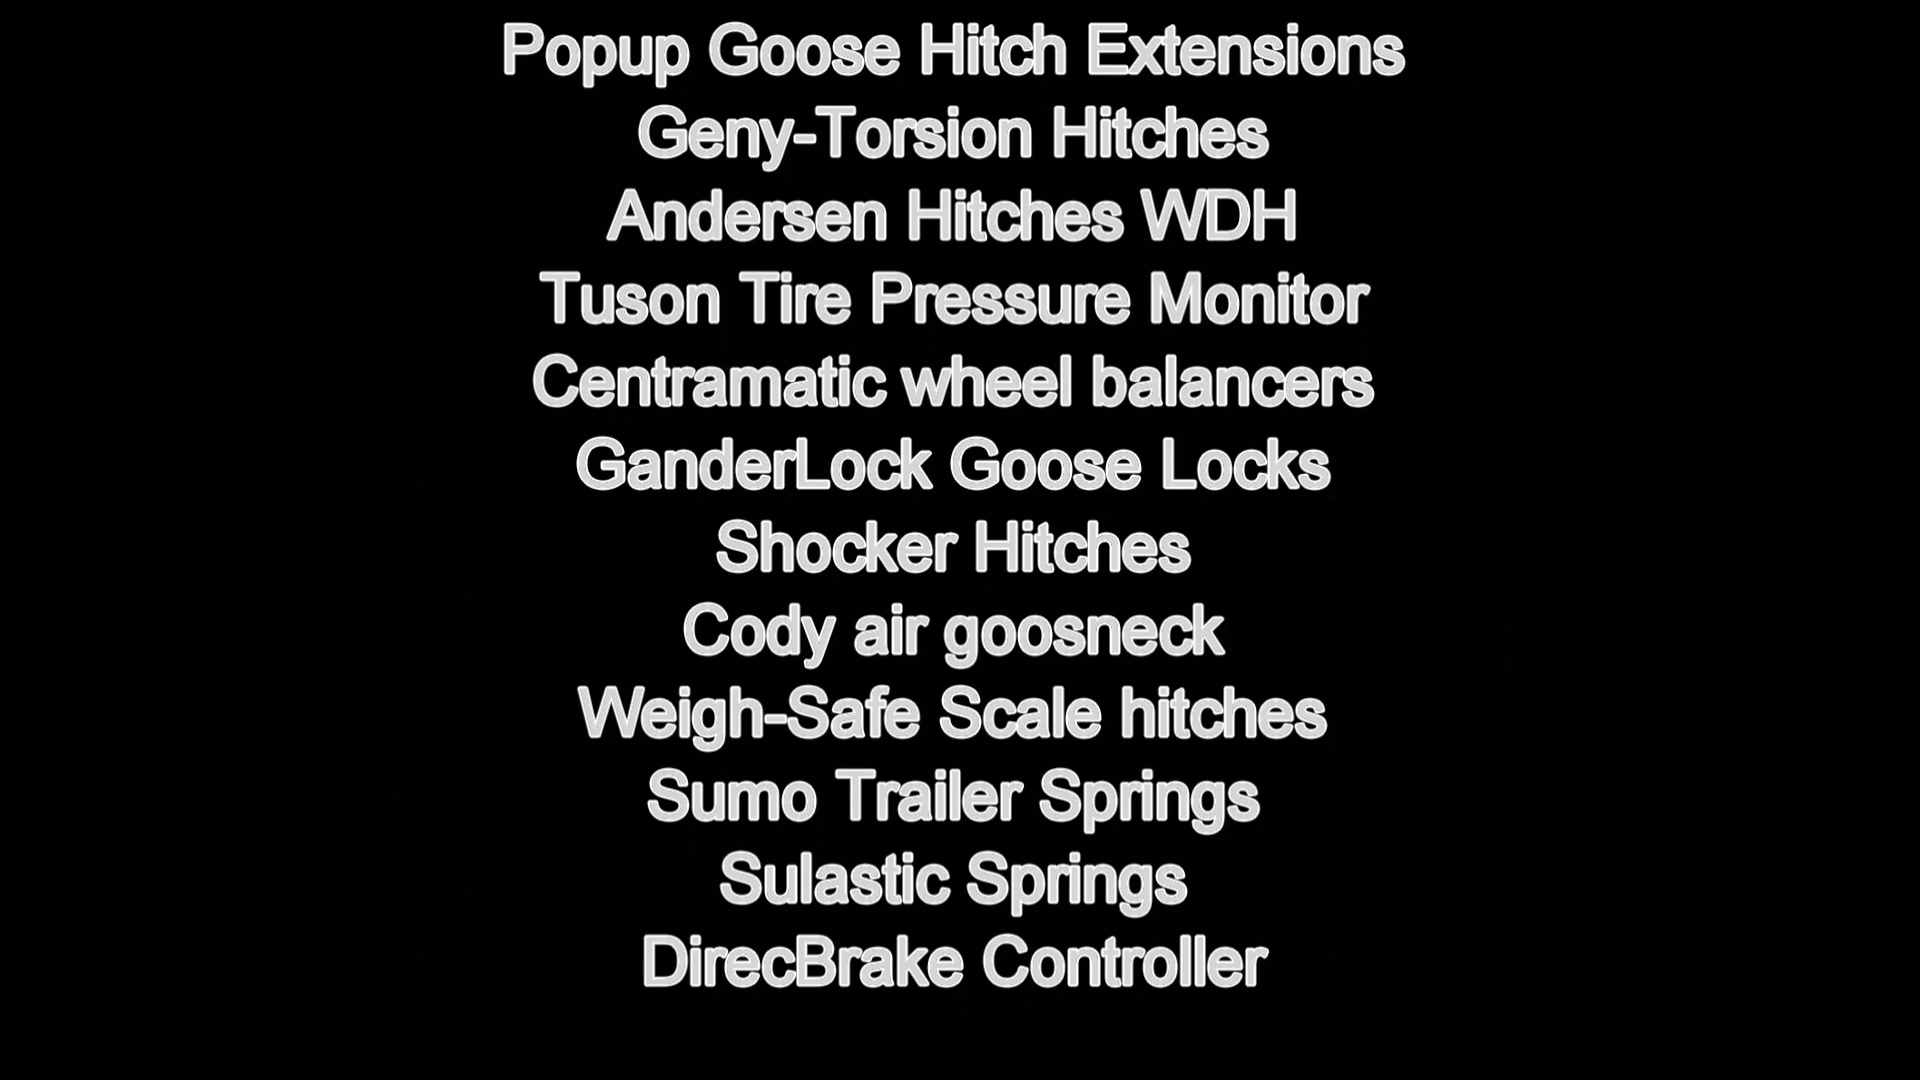 Popup Goose Hitch Extensions
Geny-Torsion Hitches
Andersen Hitches WDH
Tuson Tire Pressure Monitor
Centramatic wheel balancers
GanderLock Goose Locks
Shocker Hitches
Cody air goosneck
Weigh-Safe Scale hitches
Sumo Trailer Springs
Sulastic Springs
DirecBrake Controller